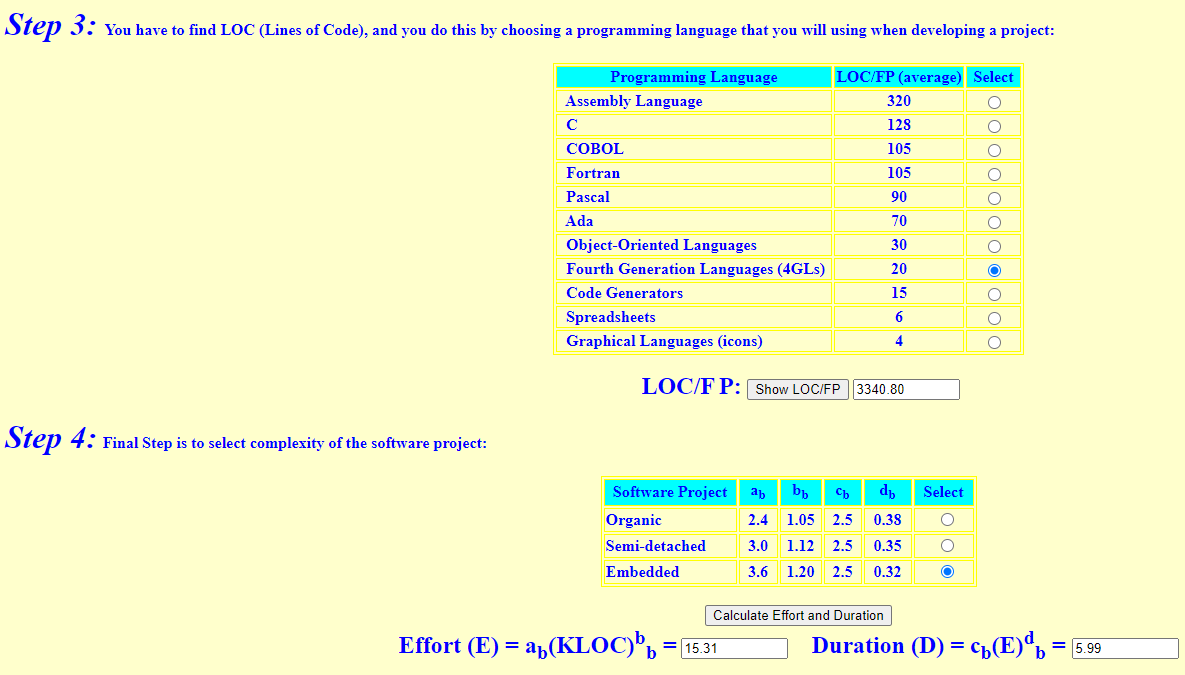 Step 3: You have to find LOC (Lines of Code), and you do this by choosing a programming language that you will using when developing a project:
Programming Language LOC/FP (average) Select
Assembly Language 320
C 128
COBOL 105
Fortran 105
Pascal 90
Ada 70
Object-Oriented Languages 30
Fourth Generation Languages (4GLs) 20
Code Generators 15
Spreadsheets 6
Graphical Languages (icons) 4
LOC/F P: Show LOC/FP 3340.80
Step 4: Final Step is to select complexity of the software project:
Software Project ab bb cb db Select
Organic 2.4 1.05 2.5 0.38
Semi-detached 3.0 1.12 2.5 0.35
Embedded 3.6 1.20 2.5 0.32
Calculate Effort and Duration
Effort (E) = ab(KLOC)bb = 15.31 Duration (D) = cb(E)db = 5.99